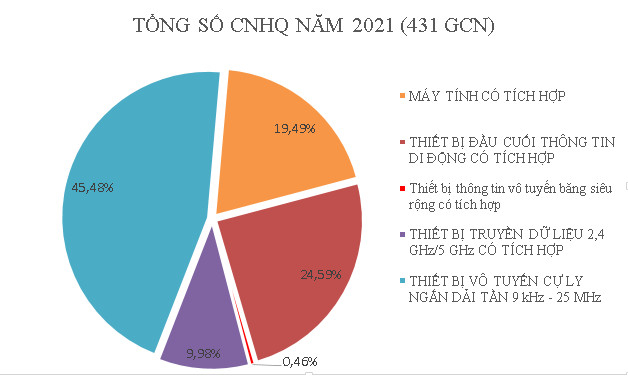 TỔNG SỐ CNHQ NĂM 2021 (431 GCN)
19,49%
45,48%
24,59%
9,98%
0,46%
MÁY TÍNH CÓ TÍCH HỢP
THIẾT BỊ ĐẦU CUỐI THÔNG TIN
DI ĐỘNG CÓ TÍCH HỢP
Thiết bị thông tin vô tuyến băng siêu
rộng có tích hợp
THIẾT BỊ TRUYỀN DỮ LIỆU 2,4
GHz/5 GHz CÓ TÍCH HỢP
THIẾT BỊ VÔ TUYẾN CỰ LY
NGẮN DẢI TẦN 9 kHz - 25 MHz